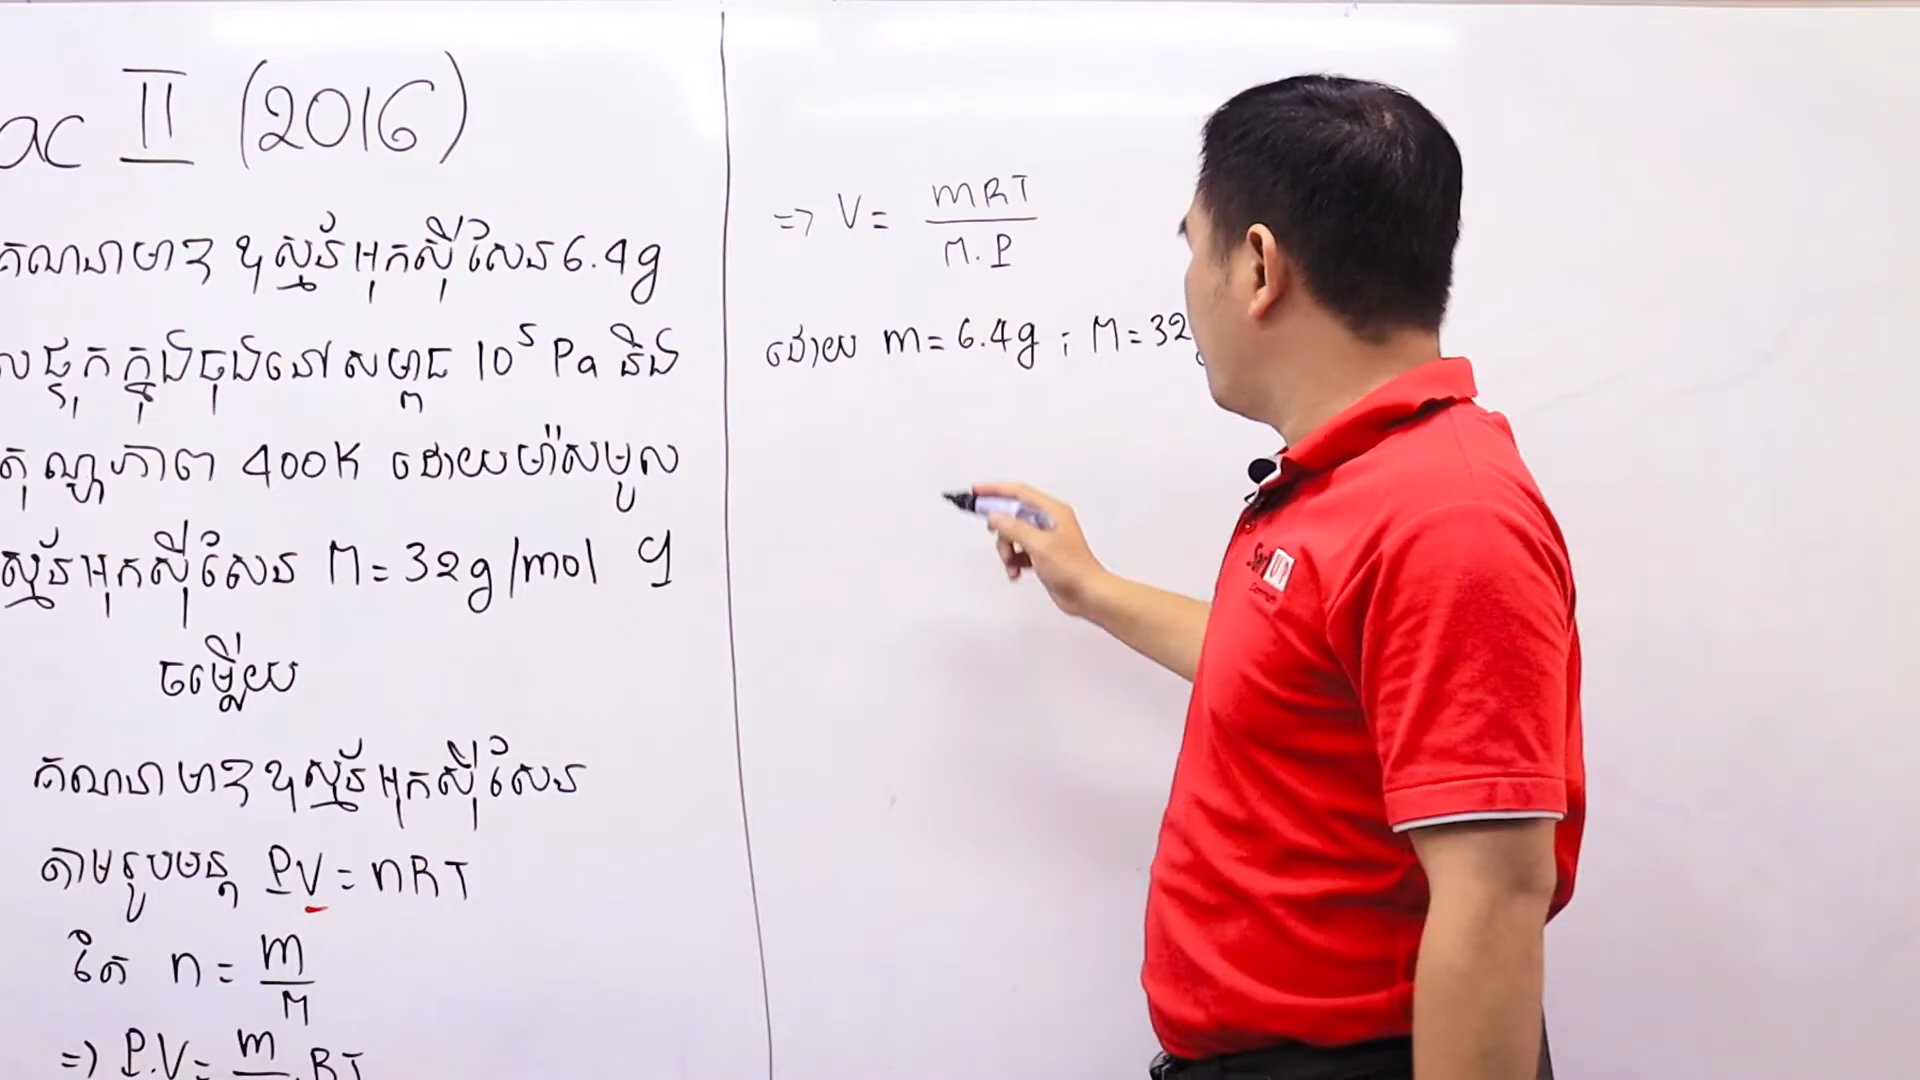 ac II (2016)
គណនាមាឌឧស្ម័នអុកស៊ីសែន 6.4g
ផ្ទុកក្នុងធុងនៅសម្ពាធ 10⁵ Pa និង
តុណ្ហភាព 400K ដោយម៉ាសមូល
ស្ម័នអុកស៊ីសែន M = 32g/mol ។
ចម្លើយ
គណនាមាឌឧស្ម័នអុកស៊ីសែន
តាមរូបមន្ត PV = nRT
តែ n = m/M
=> P.V = m .RT
=> V = mRT/M.P
ដោយ m = 6.4g ; M = 32
UP